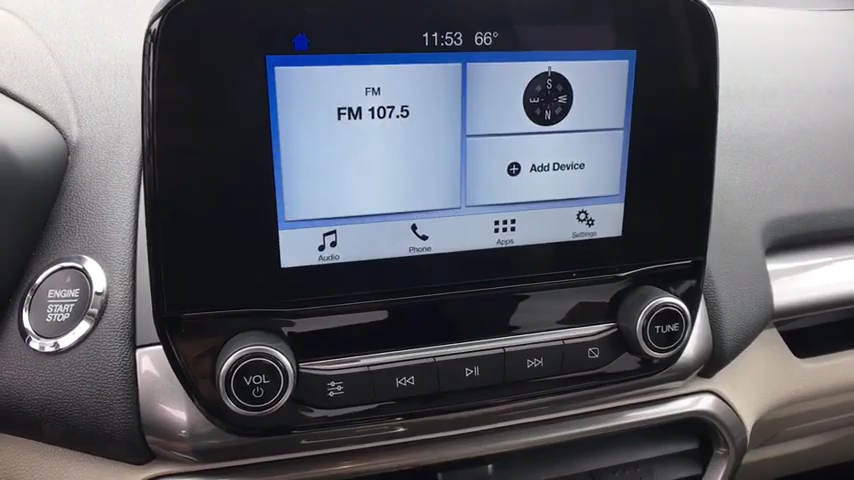 11:53 66°
FM
FM 107.5
S
E W
N
Add Device
Audio
Phone
Apps
Settings
ENGINE
START
STOP
VOL
TUNE